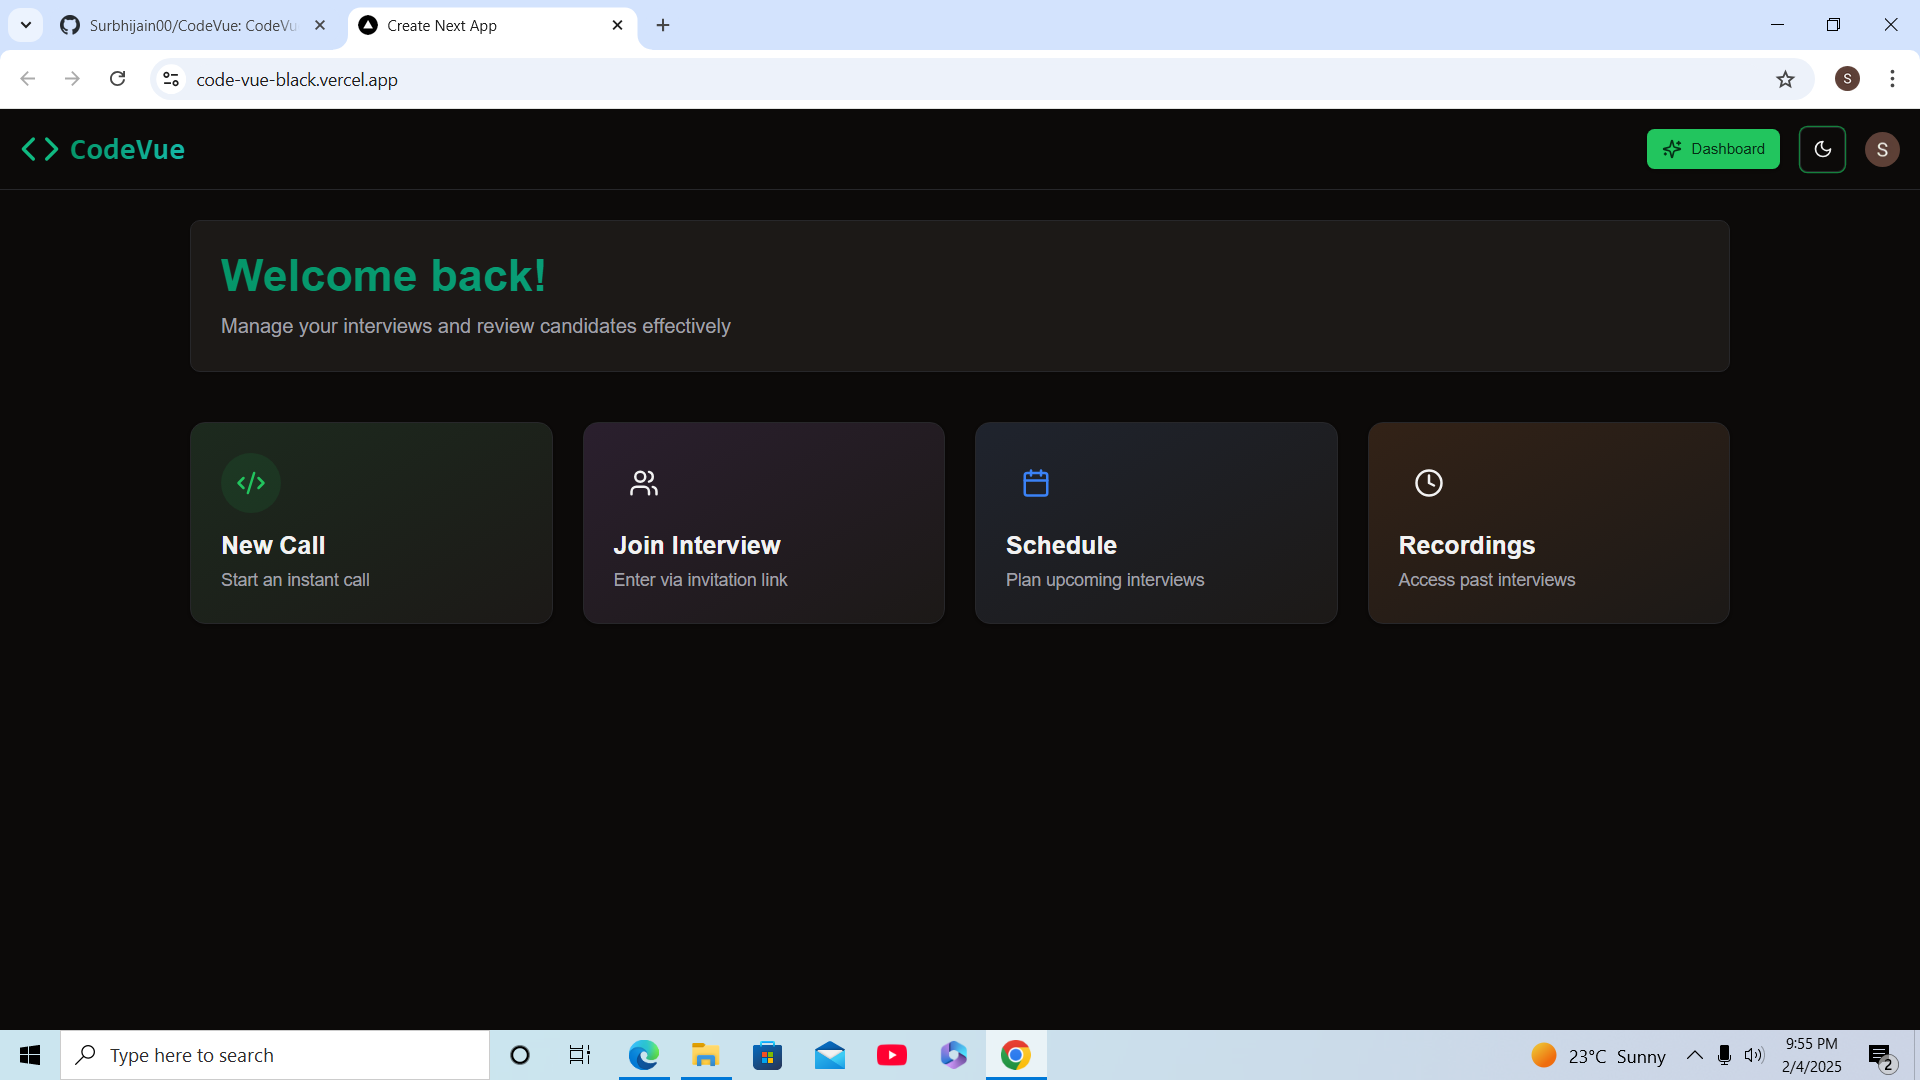 Surbhijain00/CodeVue: CodeVu
Create Next App
code-vue-black.vercel.app
S
CodeVue
Dashboard
S
Welcome back!
Manage your interviews and review candidates effectively
New Call
Start an instant call
Join Interview
Enter via invitation link
Schedule
Plan upcoming interviews
Recordings
Access past interviews
Type here to search
23°C Sunny
9:55 PM
2/4/2025
2